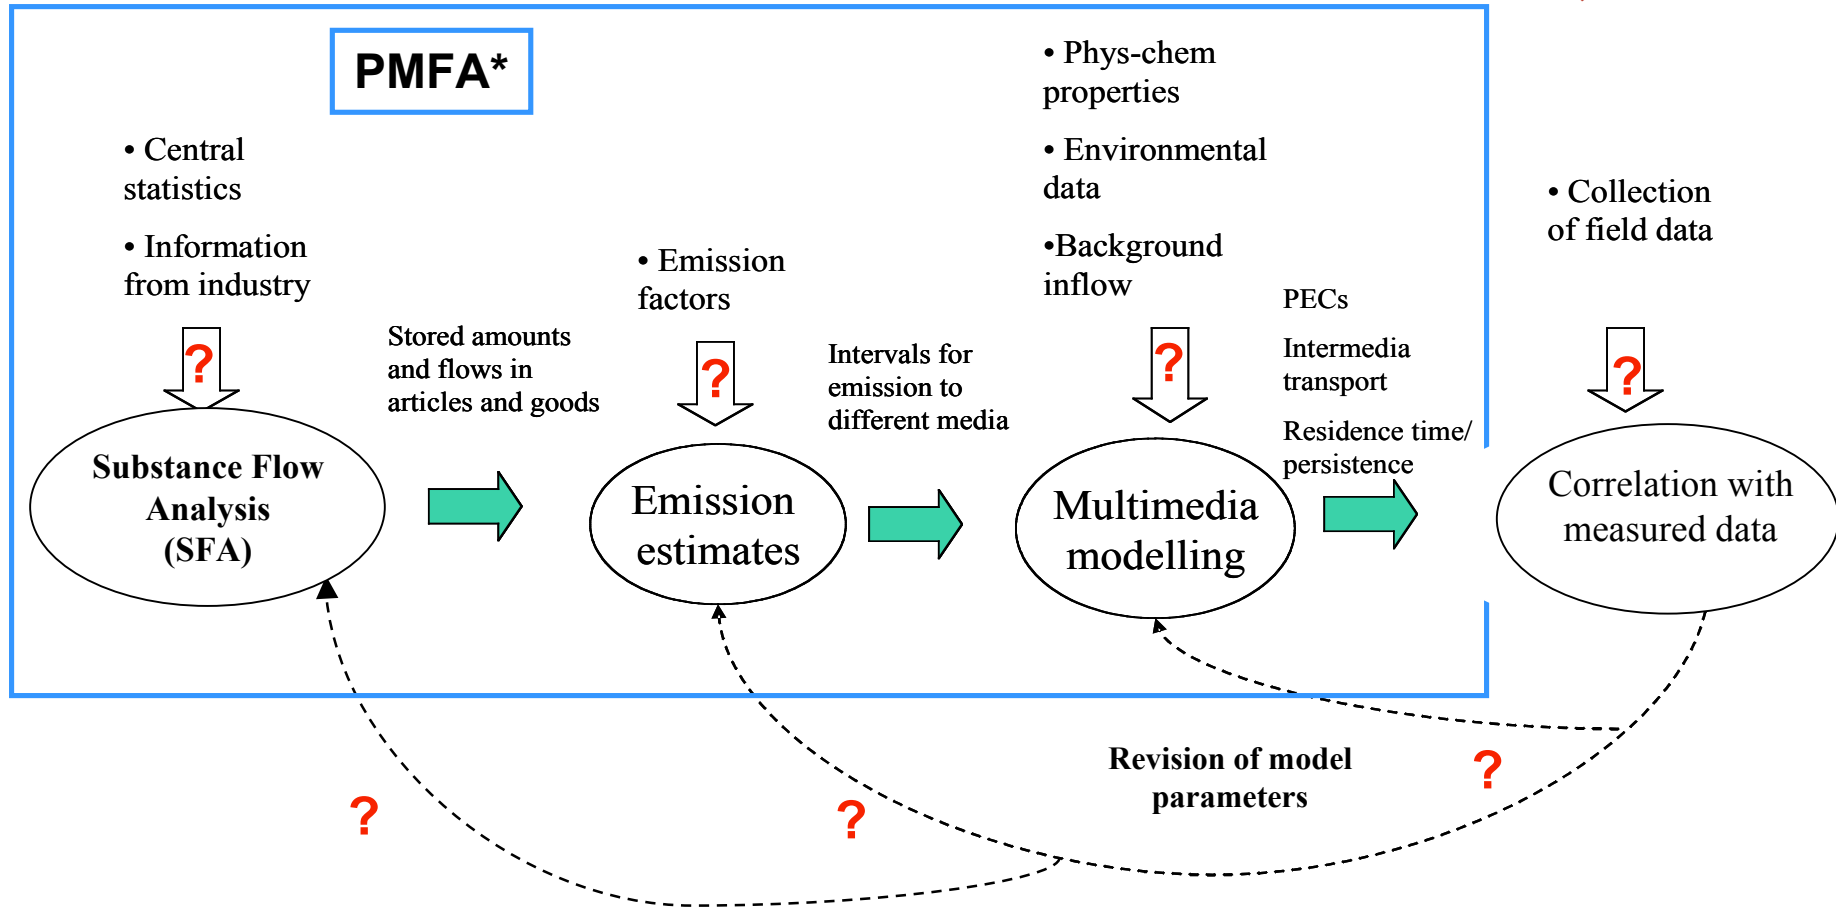 PMFA*
• Central
statistics
• Information
from industry
?
Substance Flow
Analysis
(SFA)
Stored amounts
and flows in
articles and goods
• Emission
factors
?
Emission
estimates
Intervals for
emission to
different media
• Phys-chem
properties
• Environmental
data
•Background
inflow
?
Multimedia
modelling
PECs
Intermedia
transport
Residence time/
persistence
• Collection
of field data
?
Correlation with
measured data
Revision of model
parameters
?
?
?